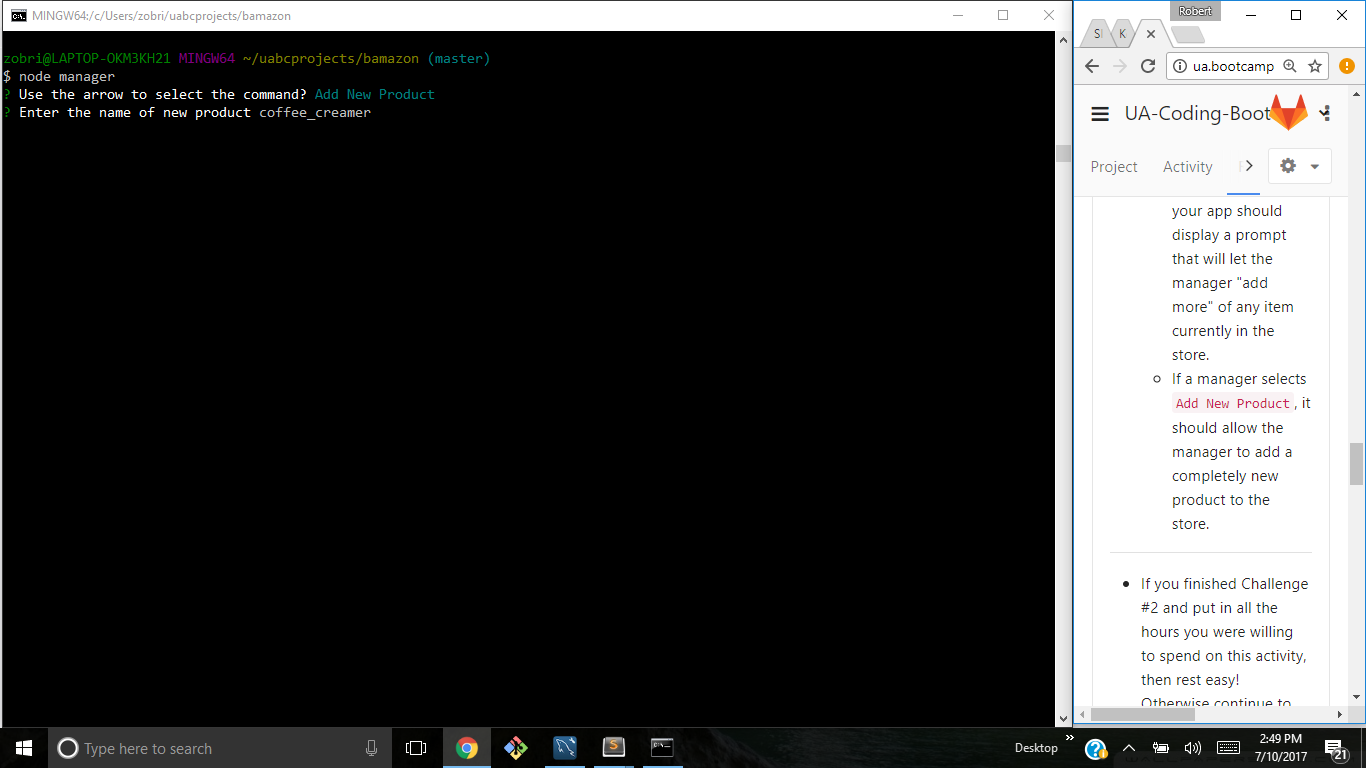 MINGW64:/c/Users/zobri/uabcprojects/bamazon
zobri@LAPTOP-OKM3KH21 MINGW64 ~/uabcprojects/bamazon (master)
$ node manager
? Use the arrow to select the command? Add New Product
? Enter the name of new product coffee_creamer
Robert
S
K
ua.bootcamp
UA-Coding-Boot
Project Activity
your app should
display a prompt
that will let the
manager "add
more" of any item
currently in the
store.
If a manager selects
Add New Product, it
should allow the
manager to add a
completely new
product to the
store.
If you finished Challenge
#2 and put in all the
hours you were willing
to spend on this activity,
then rest easy!
Otherwise continue to
Type here to search
Desktop
2:49 PM
7/10/2017
21